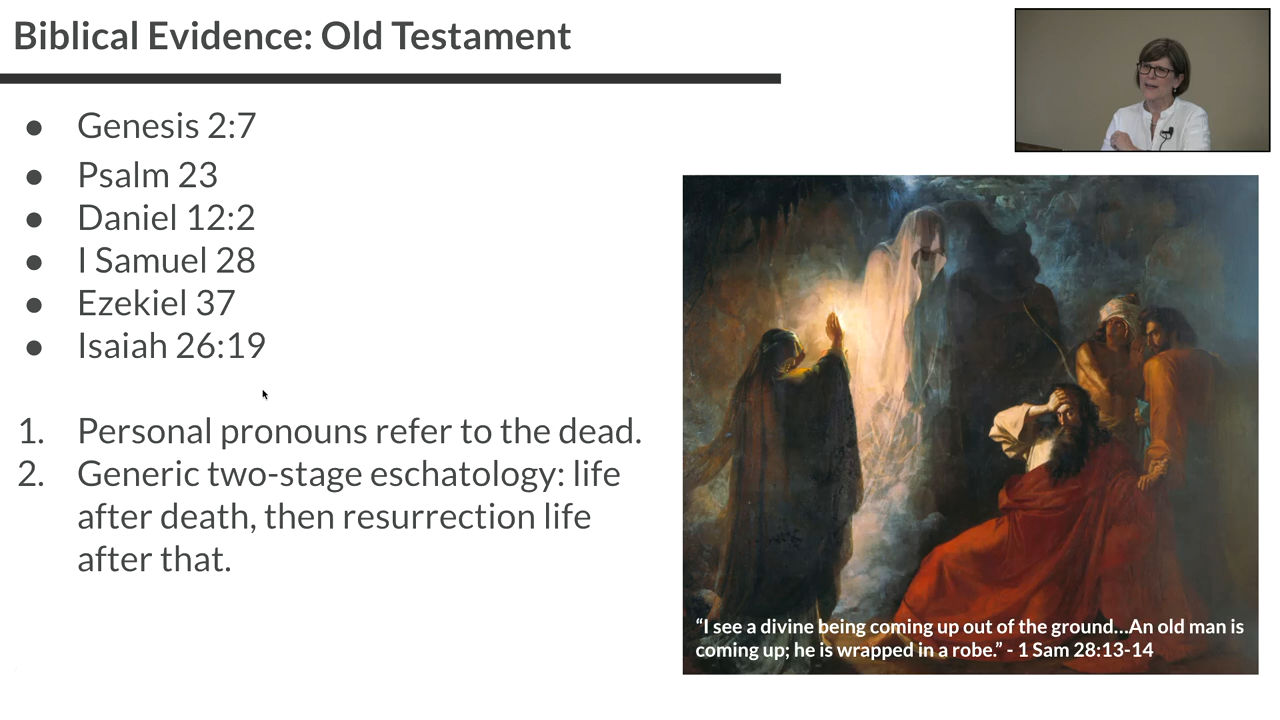 Biblical Evidence: Old Testament
● Genesis 2:7
● Psalm 23
● Daniel 12:2
● I Samuel 28
● Ezekiel 37
● Isaiah 26:19
1. Personal pronouns refer to the dead.
2. Generic two-stage eschatology: life
after death, then resurrection life
after that.
“I see a divine being coming up out of the ground...An old man is
coming up; he is wrapped in a robe.” - 1 Sam 28:13-14